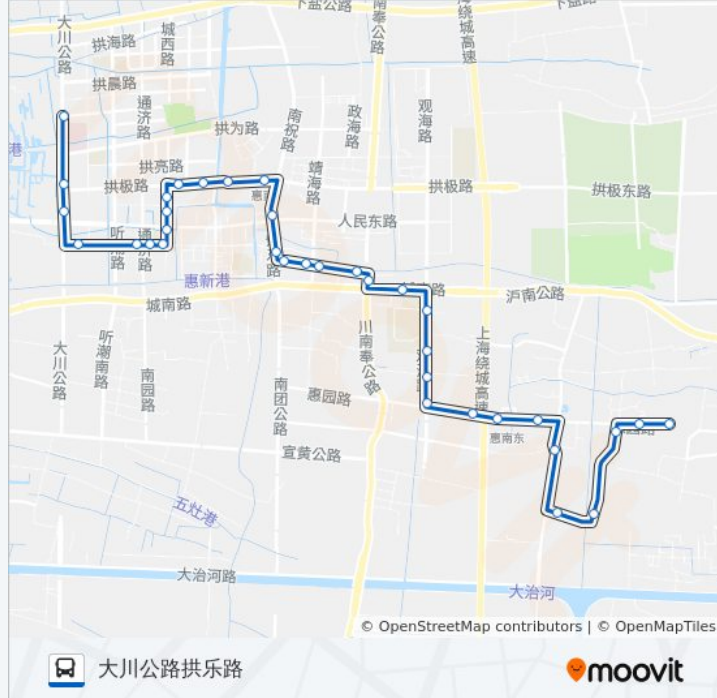 卞盐公路
大川公路
城西路
南奉公路
上海绕城高速
拱海路
拱晨路
通济路
南祝路
政海路
观海路
拱为路
港
拱亮路
靖海路
拱极路
拱极路
拱极东路
人民东路
听潮路
通济路
惠新港
城南路
沪南公路
听潮南路
大川公路
南园路
川南奉公路
上海绕城高速
南团公路
惠园路
惠南东
宣黄公路
五灶港
大治河路
大治河
© OpenStreetMap contributors | © OpenMapTiles
大川公路拱乐路
moovit